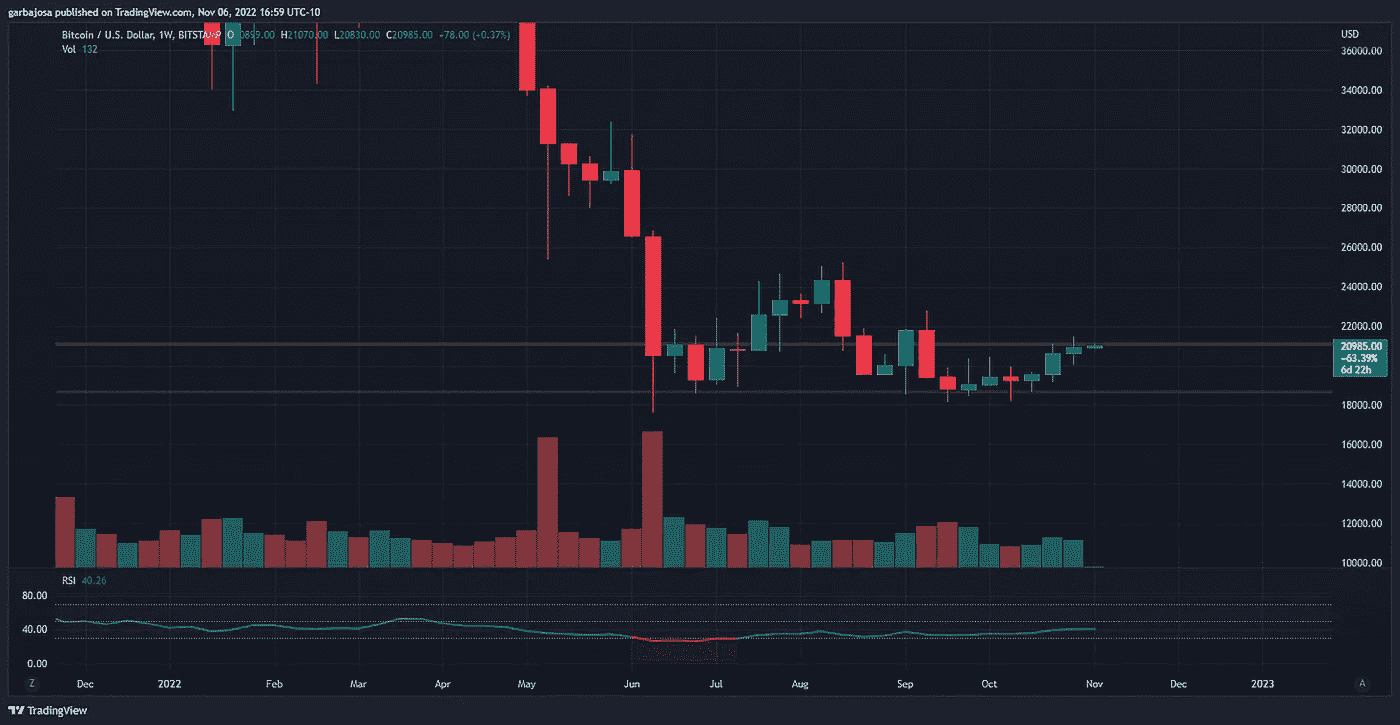 garbajosa published on TradingView.com, Nov 06, 2022 16:59 UTC-10
Bitcoin / U.S. Dollar, 1W, BITSTAMP O20899.00 H21070.00 L20830.00 C20985.00 +78.00 (+0.37%)
Vol 132
USD
36000.00
34000.00
32000.00
30000.00
28000.00
26000.00
24000.00
22000.00
20985.00
−63.39%
6d 22h
18000.00
16000.00
14000.00
12000.00
10000.00
RSI 40.26
80.00
40.00
0.00
Z Dec 2022 Feb Mar Apr May Jun Jul Aug Sep Oct Nov Dec 2023 A
TradingView